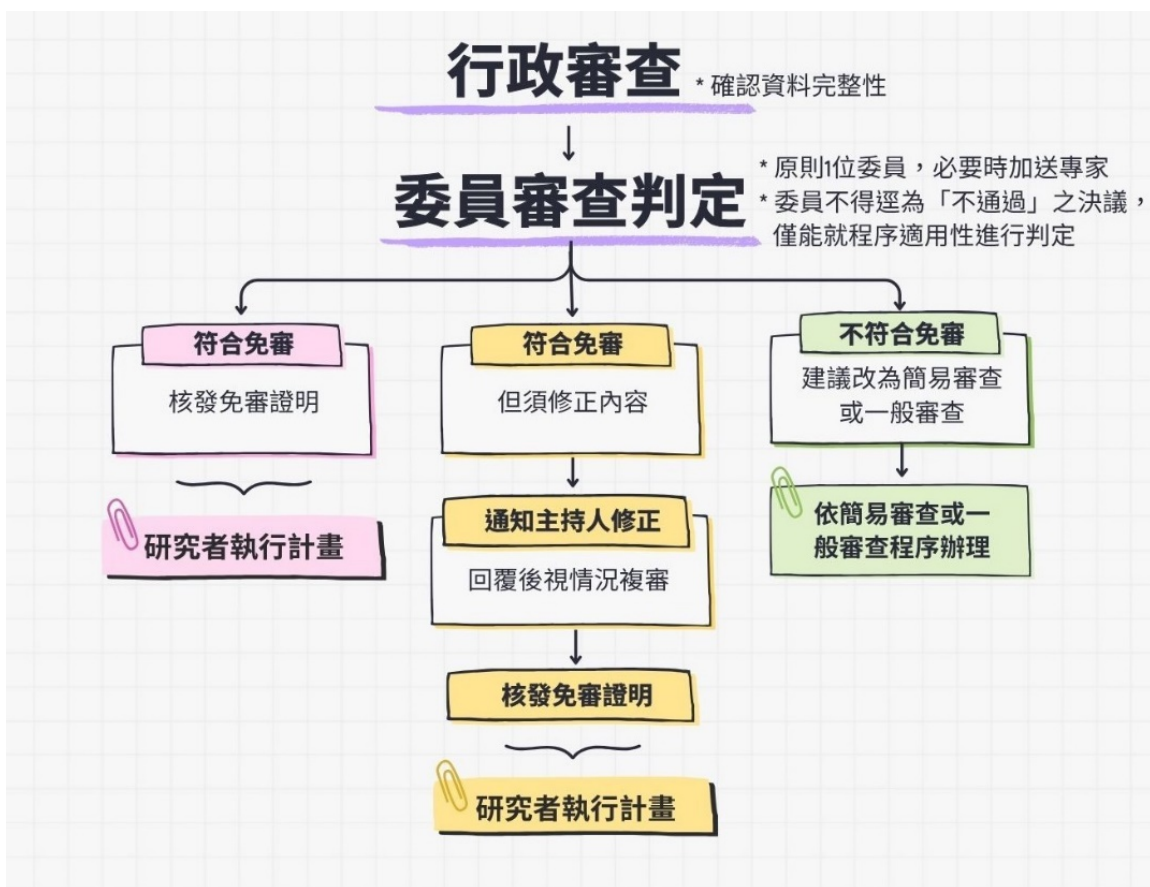 行政審查
* 確認資料完整性
委員審查判定
* 原則1位委員，必要時加送專家
* 委員不得逕為「不通過」之決議，
僅能就程序適用性進行判定
符合免審
核發免審證明
研究者執行計畫
符合免審
但須修正內容
通知主持人修正
回覆後視情況複審
核發免審證明
研究者執行計畫
不符合免審
建議改為簡易審查
或一般審查
依簡易審查或一
般審查程序辦理